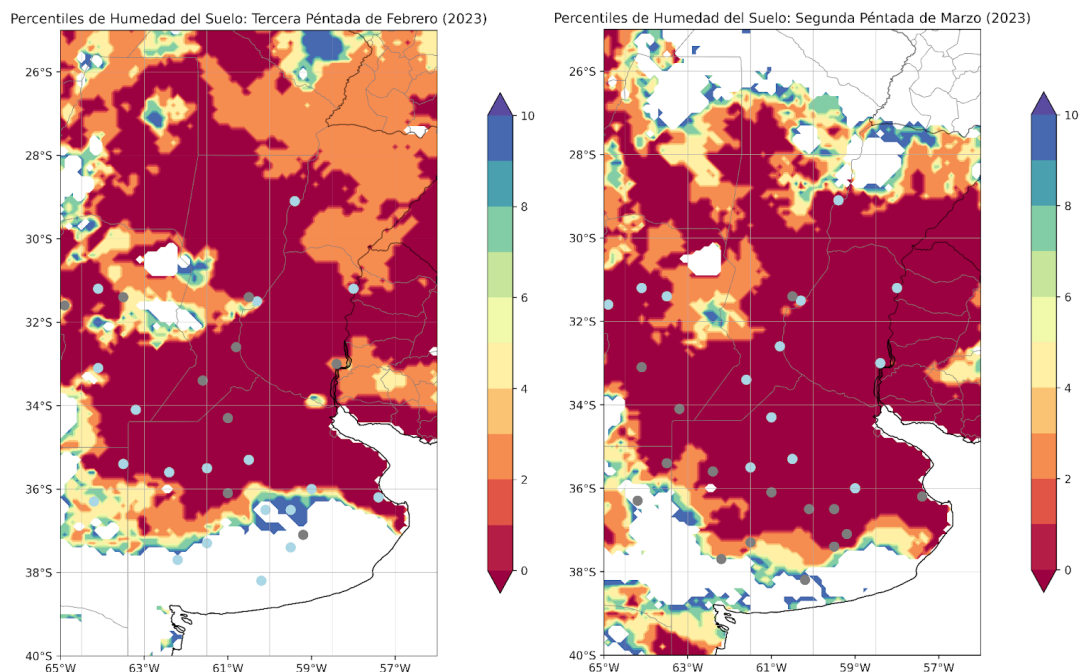 Percentiles de Humedad del Suelo: Tercera Péntada de Febrero (2023)
26°S
28°S
30°S
32°S
34°S
36°S
38°S
40°S
65°W 63°W 61°W 59°W 57°W
10
8
6
4
2
0
Percentiles de Humedad del Suelo: Segunda Péntada de Marzo (2023)
26°S
28°S
30°S
32°S
34°S
36°S
38°S
40°S
65°W 63°W 61°W 59°W 57°W
10
8
6
4
2
0